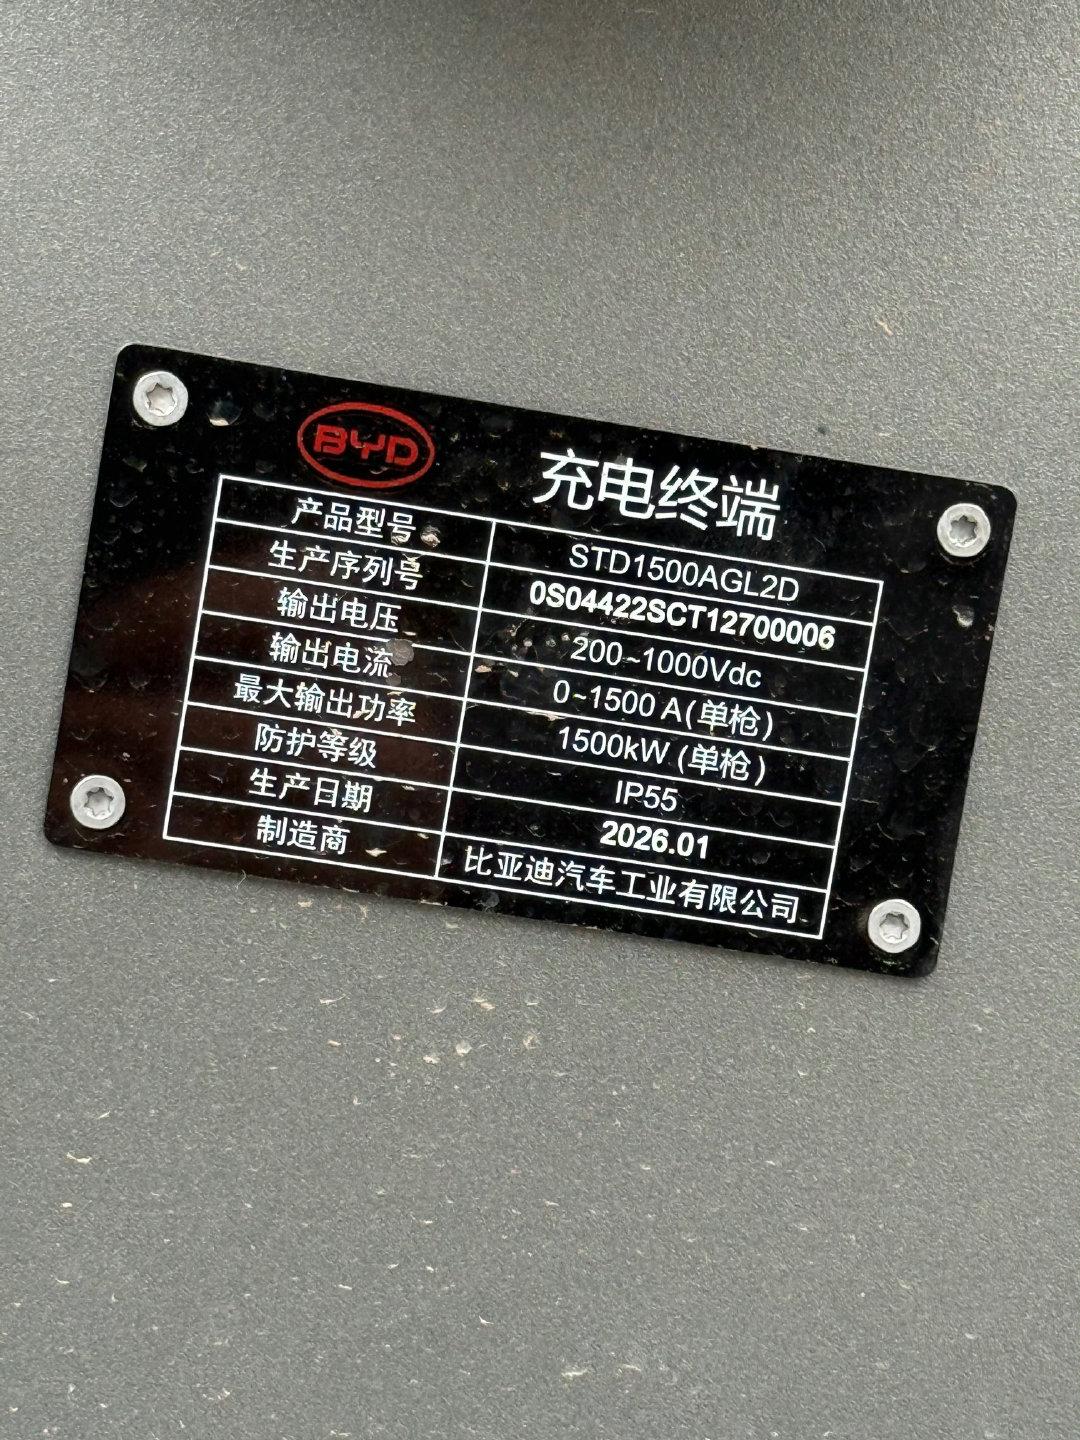 BYD
充电终端
产品型号 STD1500AGL2D
生产序列号 0S04422SCT12700006
输出电压 200~1000Vdc
输出电流 0~1500 A(单枪)
最大输出功率 1500kW (单枪)
防护等级 IP55
生产日期 2026.01
制造商 比亚迪汽车工业有限公司